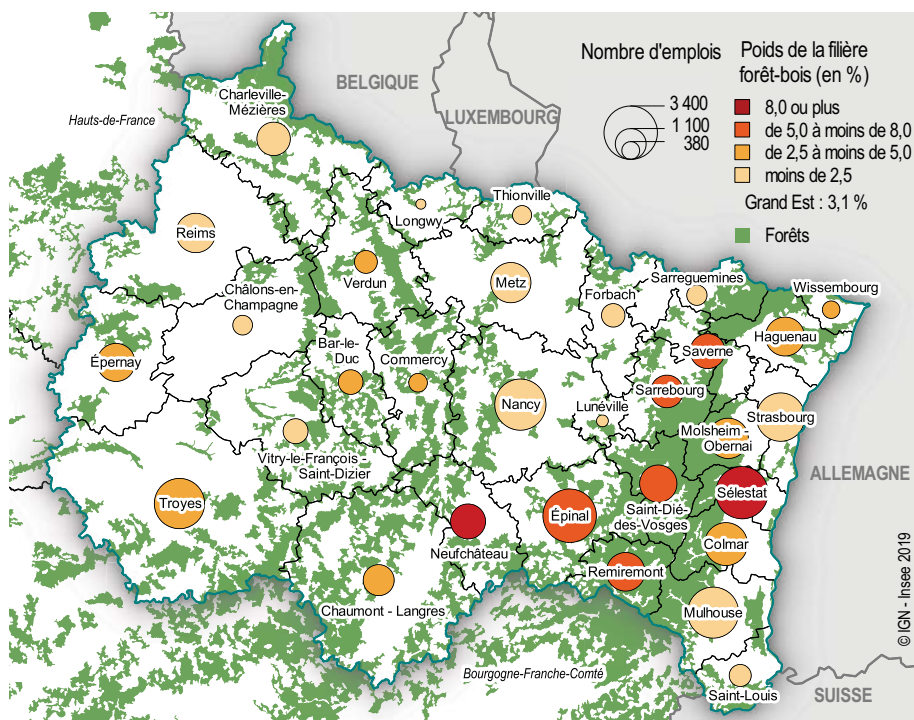 Nombre d'emplois
3 400
1 100
380
Poids de la filière
forêt-bois (en %)
8,0 ou plus
de 5,0 à moins de 8,0
de 2,5 à moins de 5,0
moins de 2,5
Grand Est : 3,1 %
Forêts
BELGIQUE
LUXEMBOURG
Hauts-de-France
Charleville-
Mézières
Reims
Longwy
Thionville
Verdun
Metz
Châlons-en-
Champagne
Forbach
Sarreguemines
Wissembourg
Haguenau
Saverne
Épernay
Bar-le-
Duc
Commercy
Nancy
Sarrebourg
Lunéville
Strasbourg
Molsheim -
Obernai
Vitry-le-François -
Saint-Dizier
ALLEMAGNE
Troyes
Neufchâteau
Épinal
Saint-Dié-
des-Vosges
Sélestat
Colmar
Chaumont - Langres
Remiremont
Mulhouse
Bourgogne-Franche-Comté
Saint-Louis
SUISSE
© IGN - Insee 2019